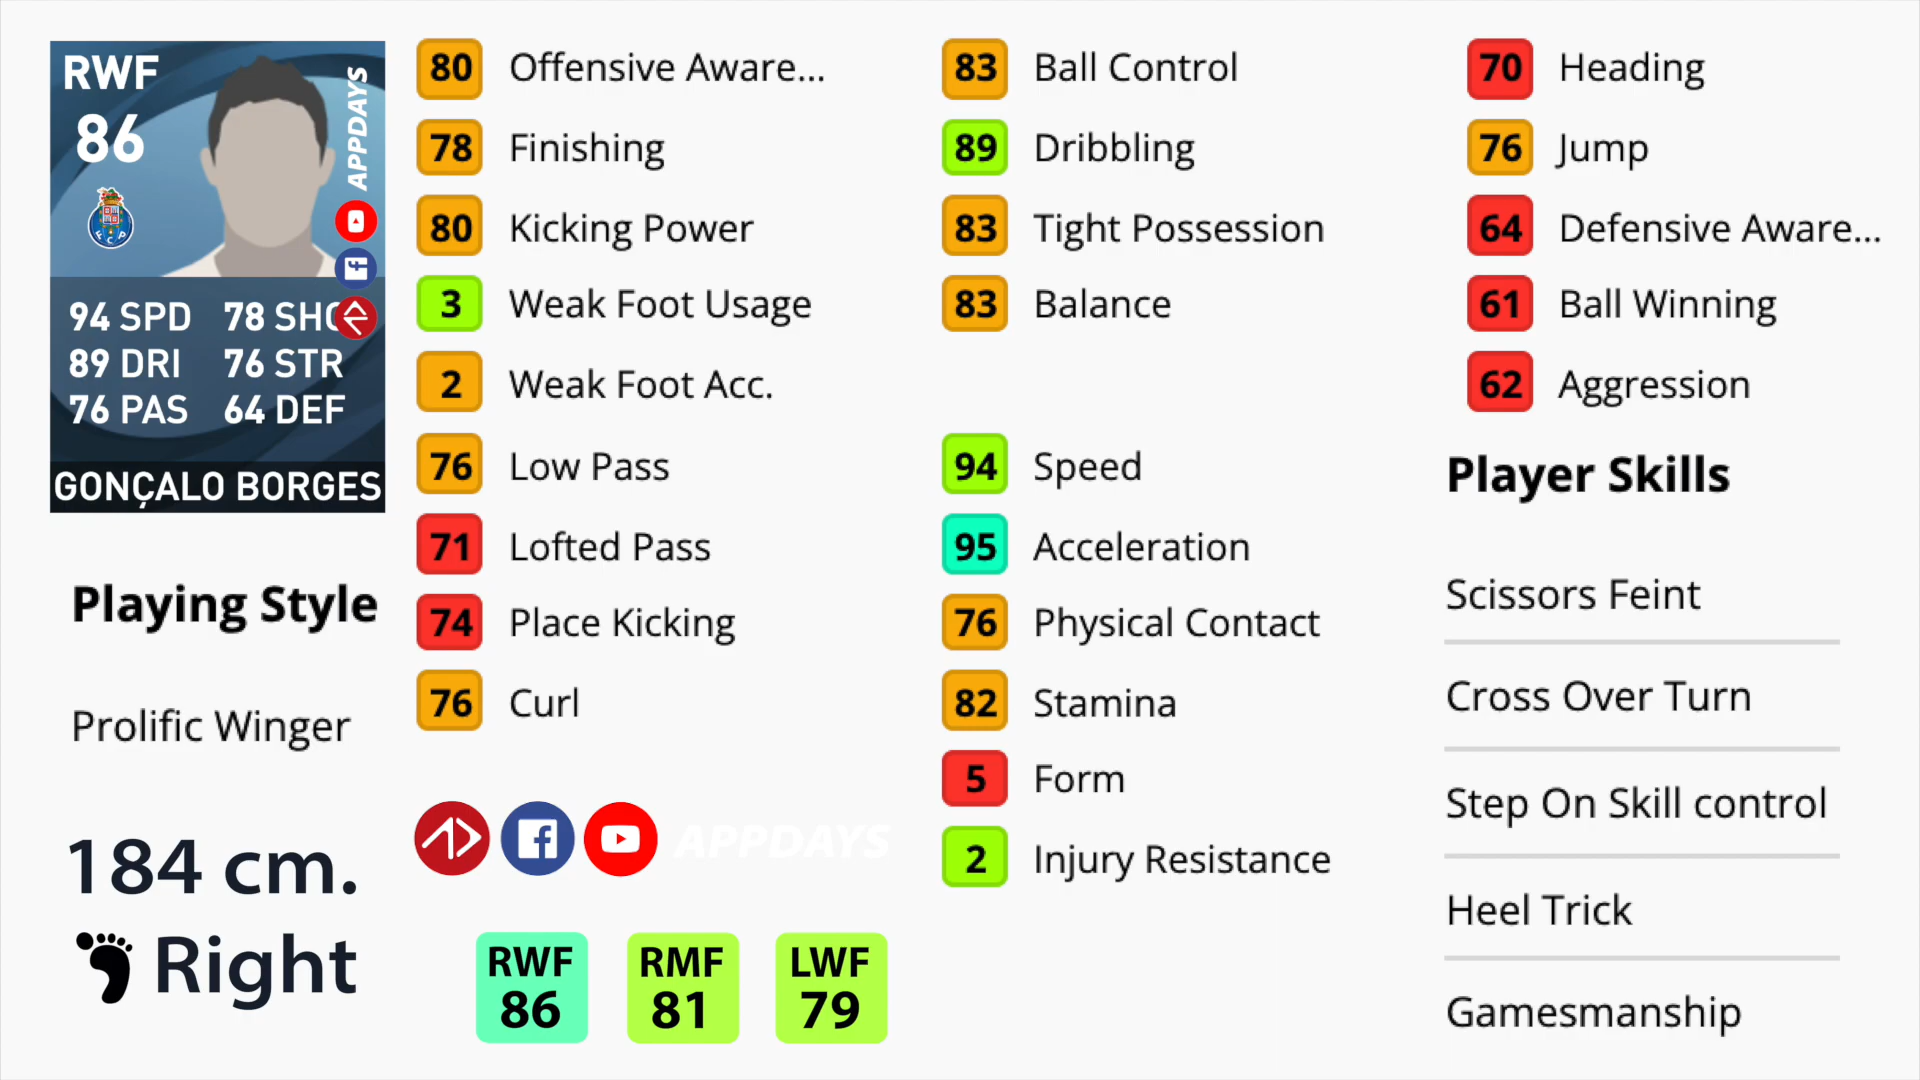 RWF
86
APPDAYS
FCP
94 SPD 78 SHO
89 DRI 76 STR
76 PAS 64 DEF
GONÇALO BORGES
Playing Style
Prolific Winger
184 cm.
Right
80 Offensive Aware...
78 Finishing
80 Kicking Power
3 Weak Foot Usage
2 Weak Foot Acc.
76 Low Pass
71 Lofted Pass
74 Place Kicking
76 Curl
APPDAYS
RWF 86
RMF 81
LWF 79
83 Ball Control
89 Dribbling
83 Tight Possession
83 Balance
94 Speed
95 Acceleration
76 Physical Contact
82 Stamina
5 Form
2 Injury Resistance
70 Heading
76 Jump
64 Defensive Aware...
61 Ball Winning
62 Aggression
Player Skills
Scissors Feint
Cross Over Turn
Step On Skill control
Heel Trick
Gamesmanship